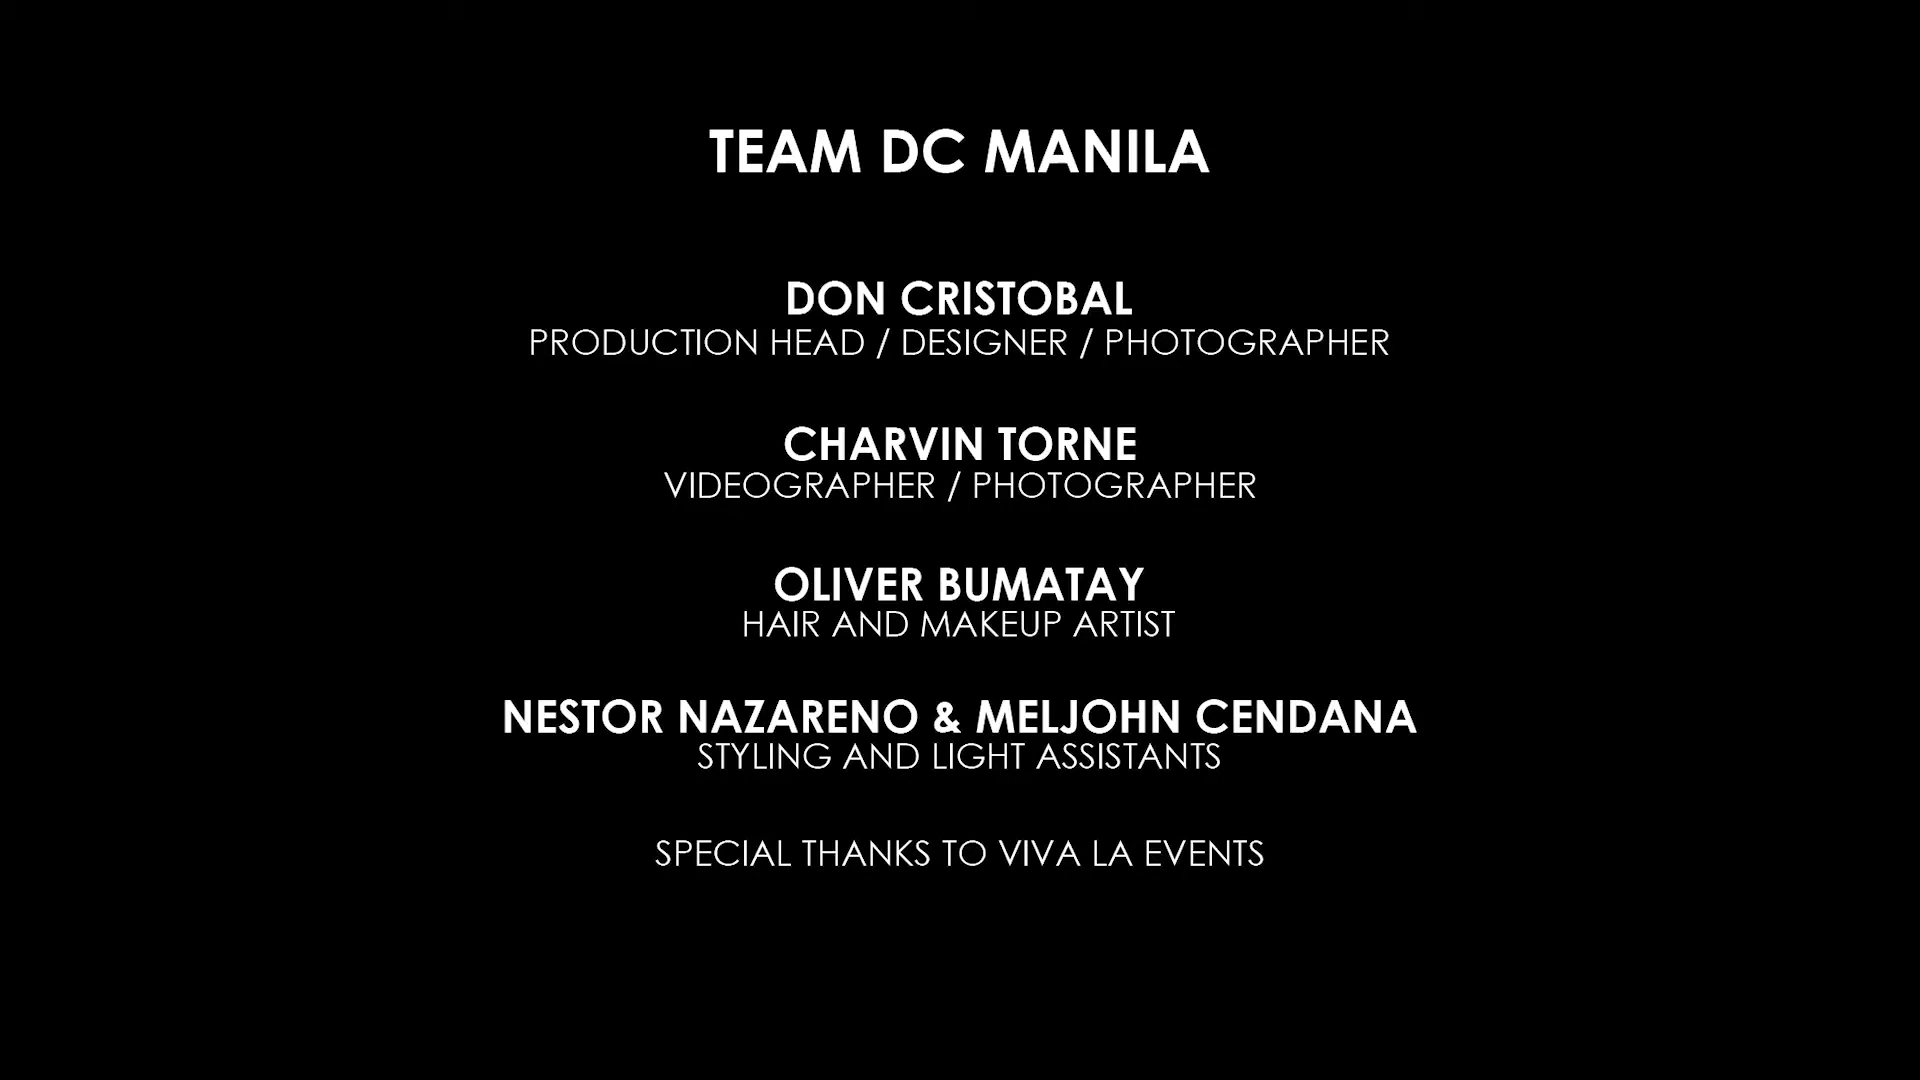 TEAM DC MANILA
DON CRISTOBAL
PRODUCTION HEAD / DESIGNER / PHOTOGRAPHER
CHARVIN TORNE
VIDEOGRAPHER / PHOTOGRAPHER
OLIVER BUMATAY
HAIR AND MAKEUP ARTIST
NESTOR NAZARENO & MELJOHN CENDANA
STYLING AND LIGHT ASSISTANTS
SPECIAL THANKS TO VIVA LA EVENTS